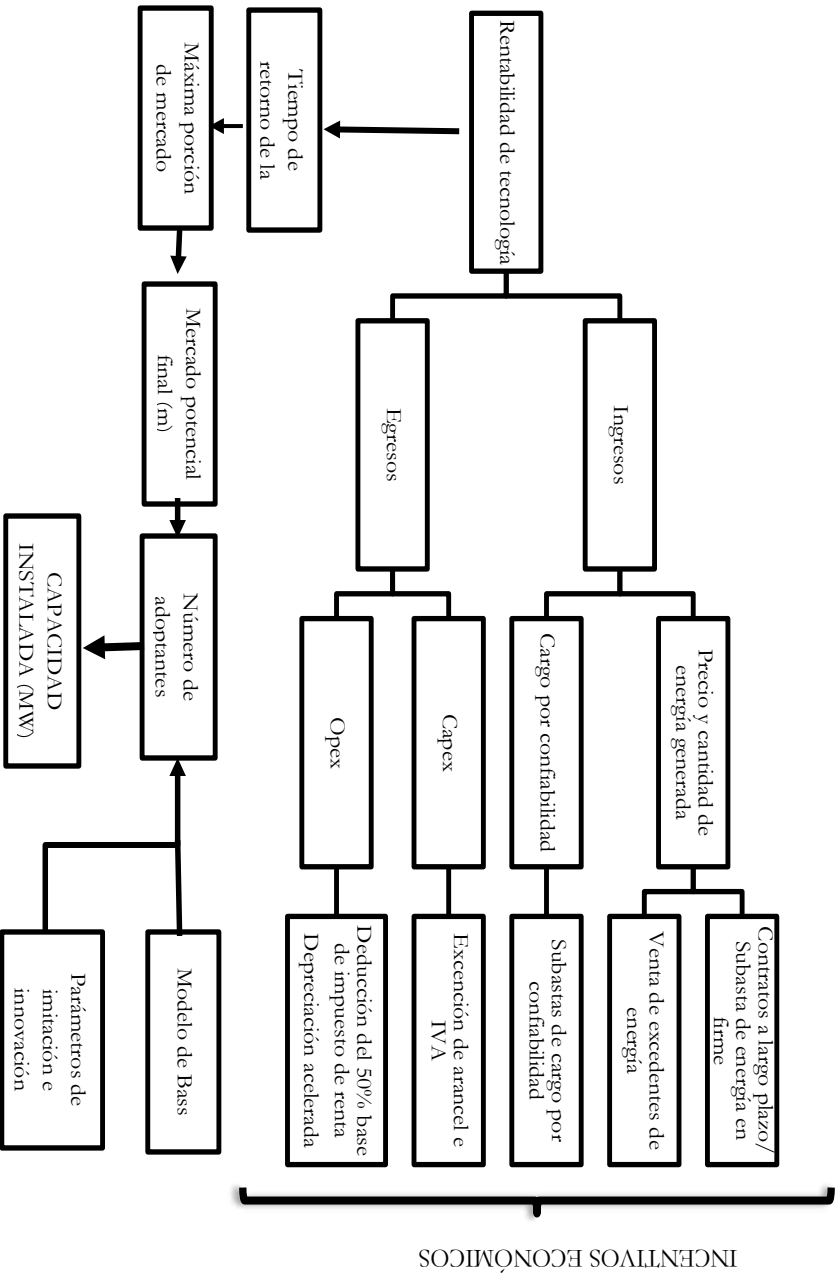 Rentabilidad de tecnología
Ingresos
Egresos
Precio y cantidad de
energía generada
Cargo por confiabilidad
Capex
Opex
Contratos a largo plazo/
Subasta de energía en
firme
Venta de excedentes de
energía
Subastas de cargo por
confiabilidad
Excención de arancel e
IVA
Deducción del 50% base
de impuesto de renta
Depreciación acelerada
INCENTIVOS ECONÓMICOS
Tiempo de
retorno de la
Máxima porción
de mercado
Mercado potencial
final (m)
Número de
adoptantes
Modelo de Bass
Parámetros de
imitación e
innovación
CAPACIDAD
INSTALADA (MW)